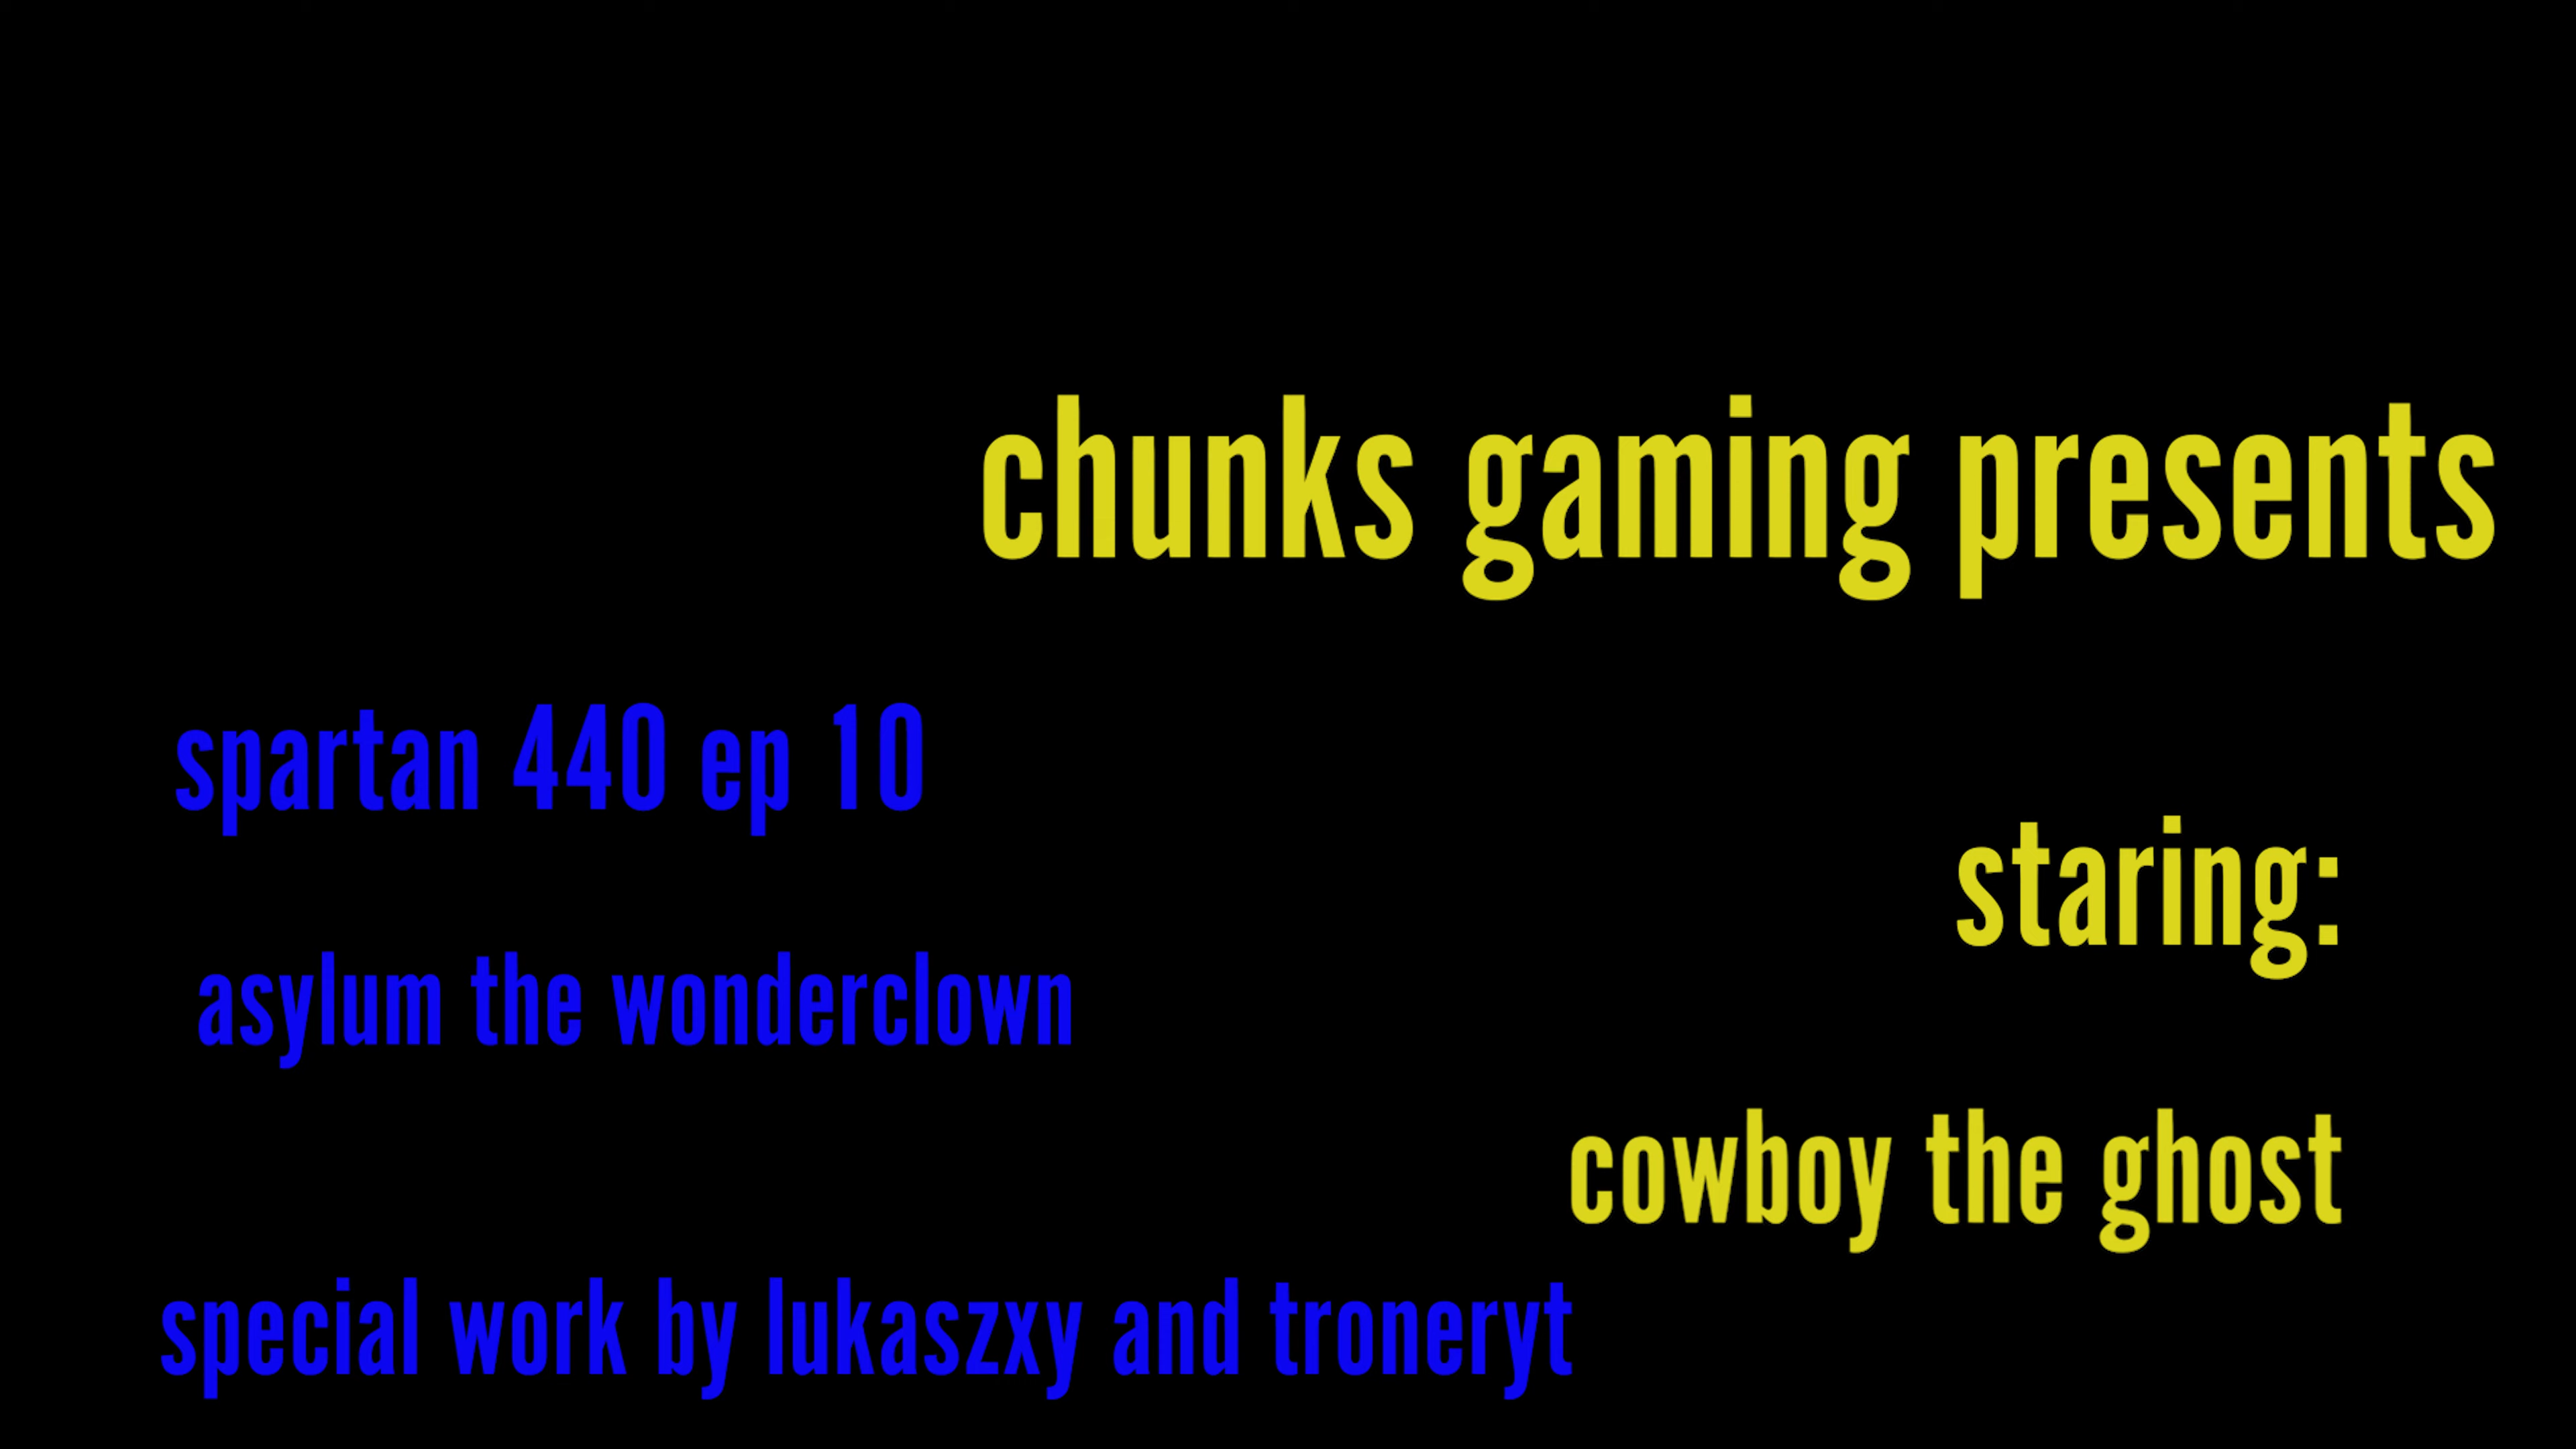 chunks gaming presents
spartan 440 ep 10
staring:
asylum the wonderclown
cowboy the ghost
special work by lukaszxy and troneryt